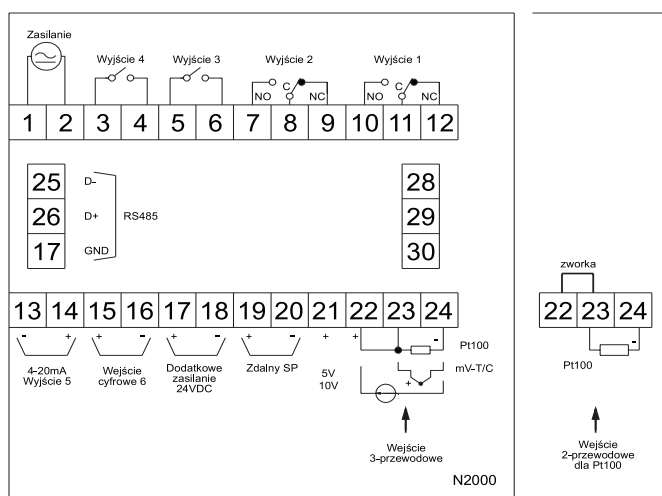 Zasilanie
Wyjście 4
Wyjście 3
Wyjście 2
Wyjście 1
NO C NC
NO C NC
1 2 3 4 5 6 7 8 9 10 11 12
25 D-
26 D+ RS485
17 GND
28
29
30
13 14 15 16 17 18 19 20 21 22 23 24
- + + - + - + - + + -
4-20mA
Wyjście 5
Wejście
cyfrowe 6
Dodatkowe
zasilanie
24VDC
Zdalny SP
5V
10V
Pt100
mV-T/C
+ -
Wejście
3-przewodowe
N2000
zworka
22 23 24
-
Pt100
Wejście
2-przewodowe
dla Pt100